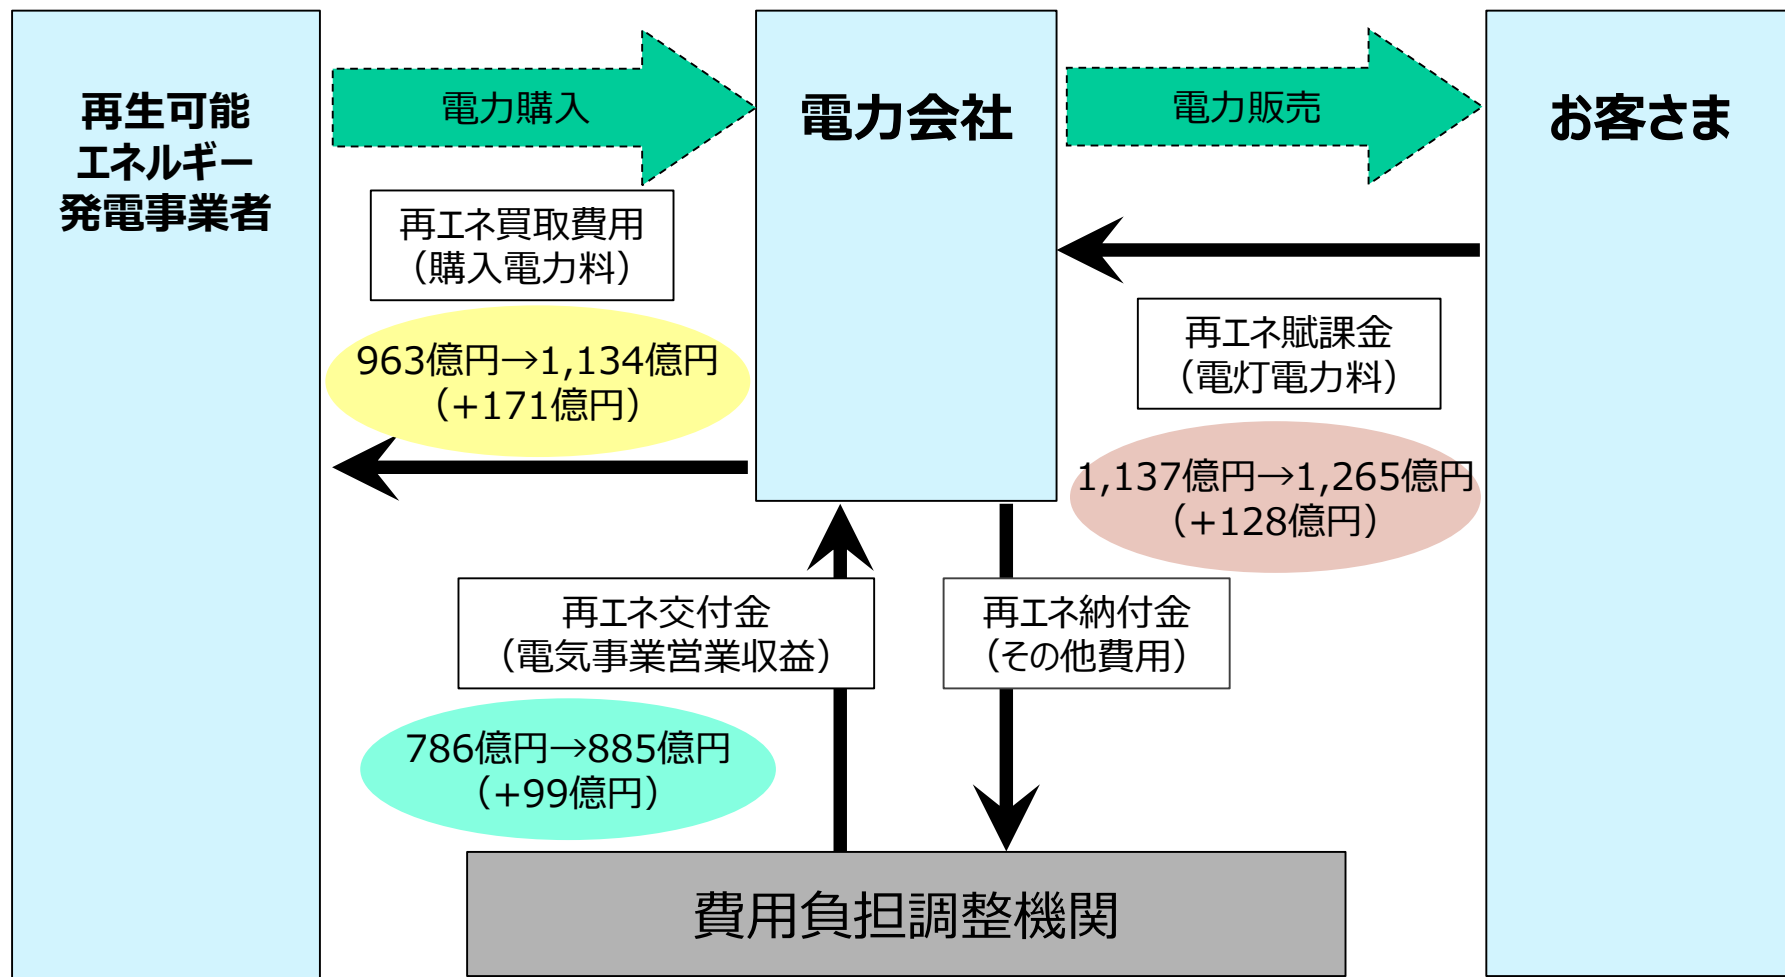 再生可能
エネルギー
発電事業者
電力購入
電力会社
電力販売
お客さま
再エネ買取費用
（購入電力料）
963億円→1,134億円
（+171億円）
再エネ賦課金
（電灯電力料）
1,137億円→1,265億円
（+128億円）
再エネ交付金
（電気事業営業収益）
再エネ納付金
（その他費用）
786億円→885億円
（+99億円）
費用負担調整機関